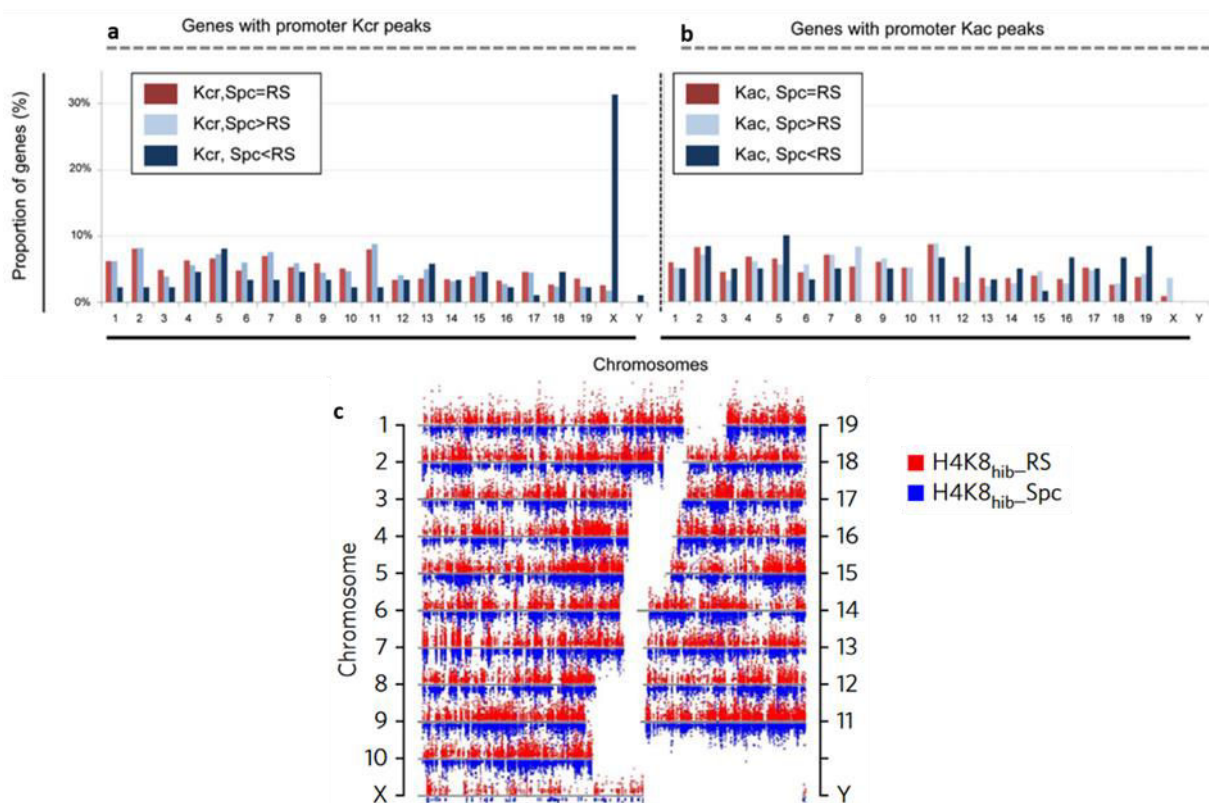 a Genes with promoter Kcr peaks
Proportion of genes (%)
30%
20%
10%
0%
Kcr,Spc=RS
Kcr,Spc>RS
Kcr, Spc<RS
1 2 3 4 5 6 7 8 9 10 11 12 13 14 15 16 17 18 19 X Y
b Genes with promoter Kac peaks
Kac, Spc=RS
Kac, Spc>RS
Kac, Spc<RS
1 2 3 4 5 6 7 8 9 10 11 12 13 14 15 16 17 18 19 X Y
Chromosomes
c
Chromosome
1 19
2 18
3 17
4 16
5 15
6 14
7 13
8 12
9 11
10
X Y
H4K8hib_RS
H4K8hib_Spc